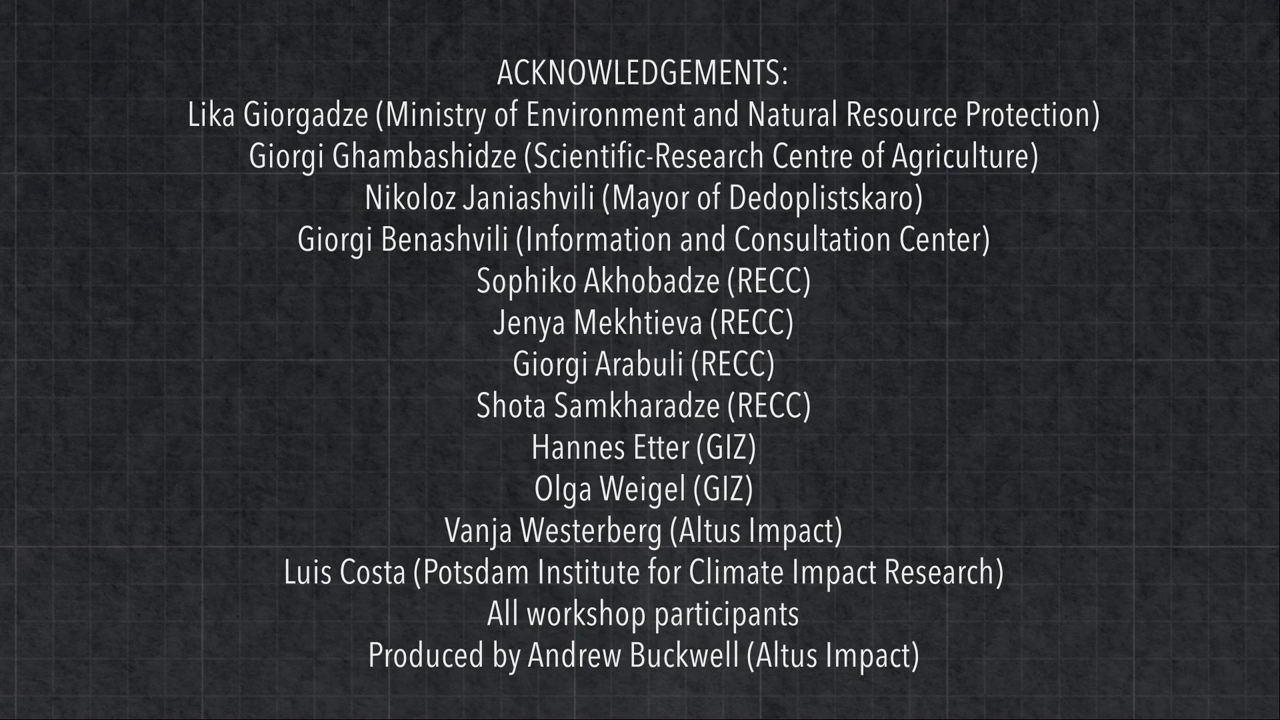 ACKNOWLEDGEMENTS:
Lika Giorgadze (Ministry of Environment and Natural Resource Protection)
Giorgi Ghambashidze (Scientific-Research Centre of Agriculture)
Nikoloz Janiashvili (Mayor of Dedoplistskaro)
Giorgi Benashvili (Information and Consultation Center)
Sophiko Akhobadze (RECC)
Jenya Mekhtieva (RECC)
Giorgi Arabuli (RECC)
Shota Samkharadze (RECC)
Hannes Etter (GIZ)
Olga Weigel (GIZ)
Vanja Westerberg (Altus Impact)
Luis Costa (Potsdam Institute for Climate Impact Research)
All workshop participants
Produced by Andrew Buckwell (Altus Impact)